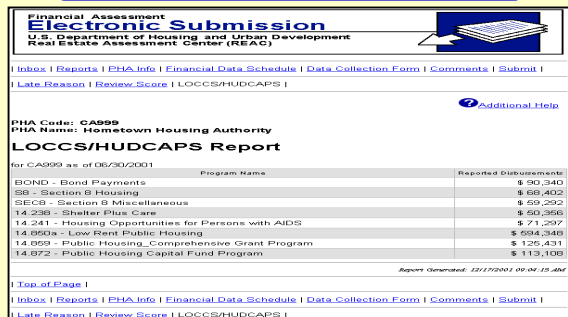 Financial Assessment
Electronic Submission
U.S. Department of Housing and Urban Development
Real Estate Assessment Center (REAC)
| Inbox | Reports | PHA Info | Financial Data Schedule | Data Collection Form | Comments | Submit |
| Late Reason | Review Score | LOCCS/HUDCAPS |
? Additional Help
PHA Code: CA999
PHA Name: Hometown Housing Authority
LOCCS/HUDCAPS Report
for CA999 as of 06/30/2001
Program Name Reported Disbursements
BOND - Bond Payments $ 90,340
S8 - Section 8 Housing $ 68,402
SEC8 - Section 8 Miscellaneous $ 59,292
14.238 - Shelter Plus Care $ 50,356
14.241 - Housing Opportunities for Persons with AIDS $ 71,297
14.850a - Low Rent Public Housing $ 594,348
14.859 - Public Housing_Comprehensive Grant Program $ 125,431
14.872 - Public Housing Capital Fund Program $ 113,108
Report Generated: 12/17/2001 09:04:15 AM
| Top of Page |
| Inbox | Reports | PHA Info | Financial Data Schedule | Data Collection Form | Comments | Submit |
| Late Reason | Review Score | LOCCS/HUDCAPS |